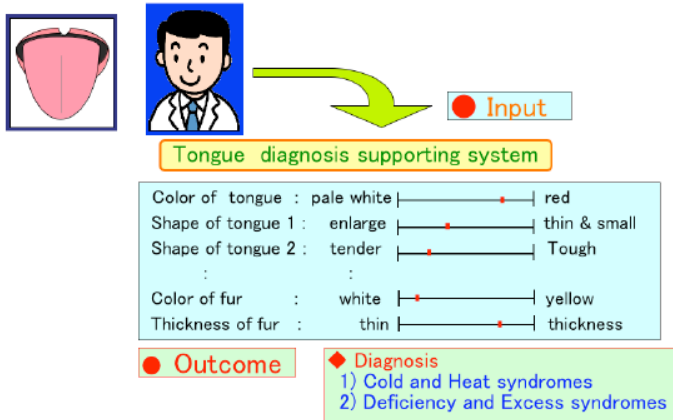 Input
Tongue diagnosis supporting system
Color of tongue : pale white red
Shape of tongue 1 : enlarge thin & small
Shape of tongue 2 : tender Tough
: :
Color of fur : white yellow
Thickness of fur : thin thickness
Outcome
Diagnosis
1) Cold and Heat syndromes
2) Deficiency and Excess syndromes